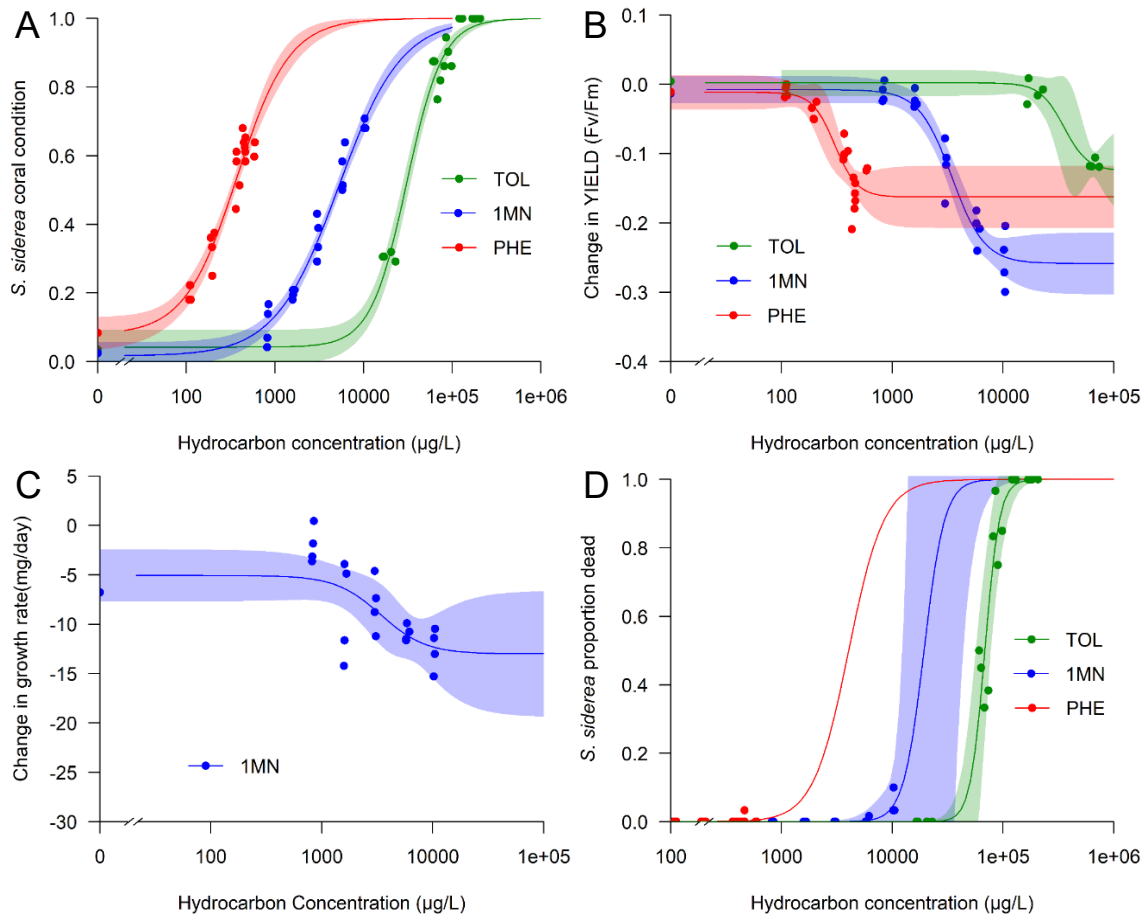 A
S. siderea coral condition
1.0
0.8
0.6
0.4
0.2
0.0
TOL
1MN
PHE
0
100
1000
10000
1e+05
1e+06
Hydrocarbon concentration (µg/L)
B
Change in YIELD (Fv/Fm)
0.1
0.0
-0.1
-0.2
-0.3
-0.4
TOL
1MN
PHE
0
100
1000
10000
1e+05
Hydrocarbon concentration (µg/L)
C
Change in growth rate(mg/day)
5
0
-5
-10
-15
-20
-25
-30
1MN
0
100
1000
10000
1e+05
Hydrocarbon Concentration (µg/L)
D
S. siderea proportion dead
1.0
0.8
0.6
0.4
0.2
0.0
TOL
1MN
PHE
100
1000
10000
1e+05
1e+06
Hydrocarbon concentration (µg/L)